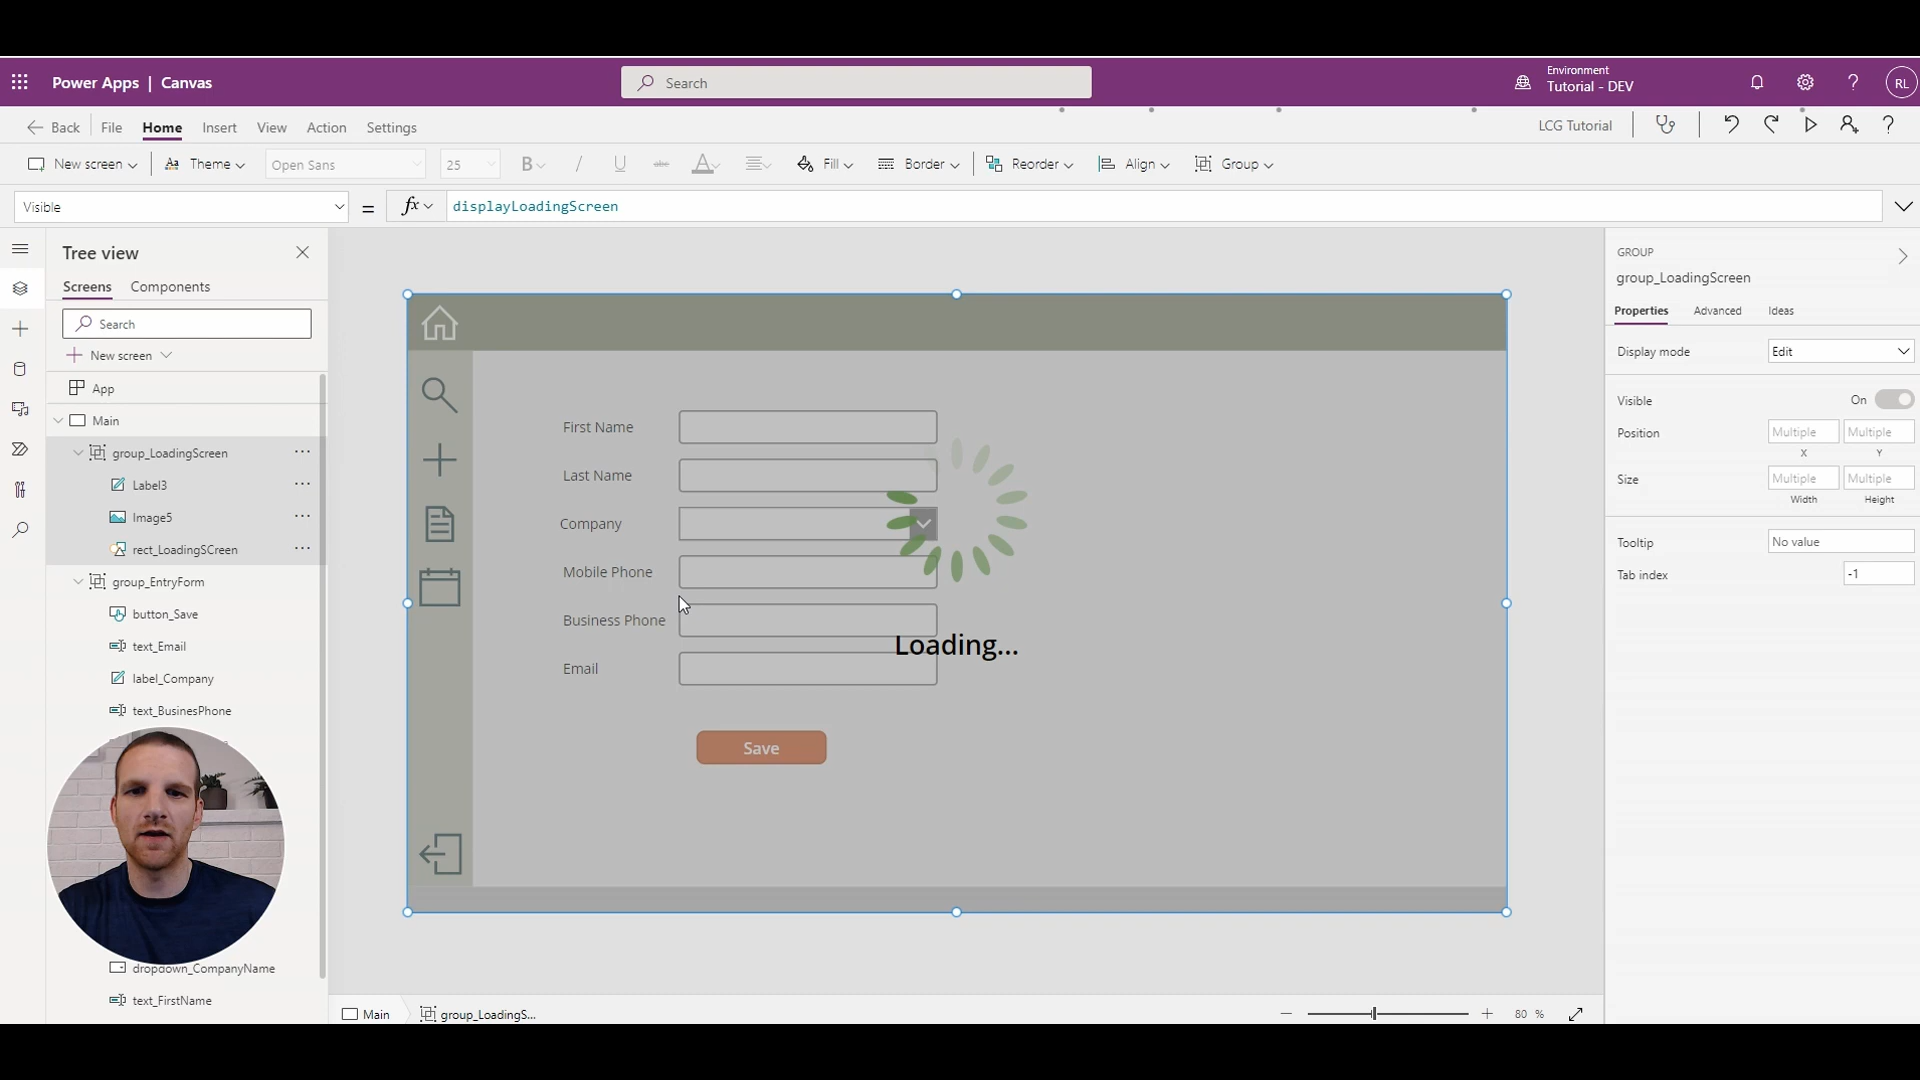 Power Apps | Canvas
Search
Environment
Tutorial - DEV
RL
Back
File
Home
Insert
View
Action
Settings
LCG Tutorial
New screen
Theme
Open Sans
25
B
I
U
abc
A
Fill
Border
Reorder
Align
Group
Visible
=
fx
displayLoadingScreen
Tree view
Screens
Components
Search
New screen
App
Main
group_LoadingScreen
Label3
Image5
rect_LoadingSCreen
group_EntryForm
button_Save
text_Email
label_Company
text_BusinesPhone
dropdown_CompanyName
text_FirstName
First Name
Last Name
Company
Mobile Phone
Business Phone
Email
Loading...
Save
Main
group_LoadingS...
80 %
GROUP
group_LoadingScreen
Properties
Advanced
Ideas
Display mode
Edit
Visible
On
Position
Multiple
Multiple
X
Y
Size
Multiple
Multiple
Width
Height
Tooltip
No value
Tab index
-1